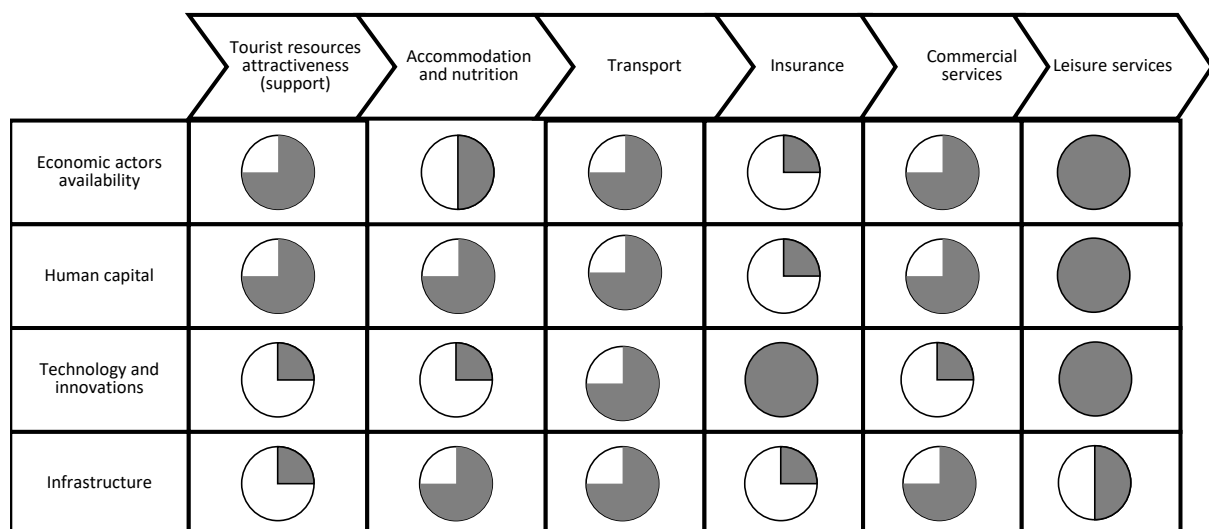 Tourist resources
attractiveness
(support)
Accommodation
and nutrition
Transport
Insurance
Commercial
services
Leisure services
Economic actors
availability
Human capital
Technology and
innovations
Infrastructure